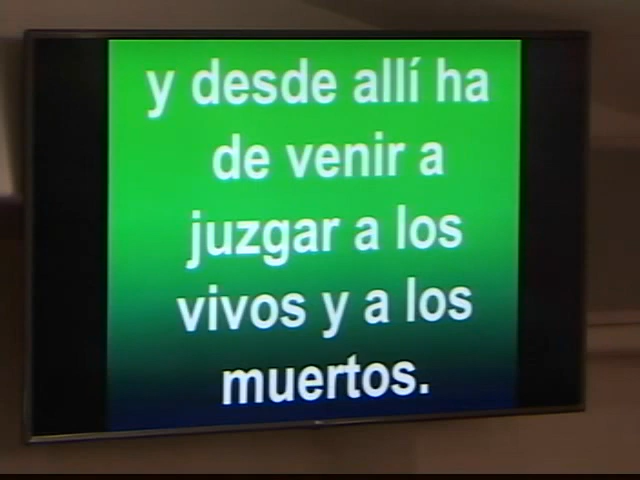 y desde allí ha
de venir a
juzgar a los
vivos y a los
muertos.